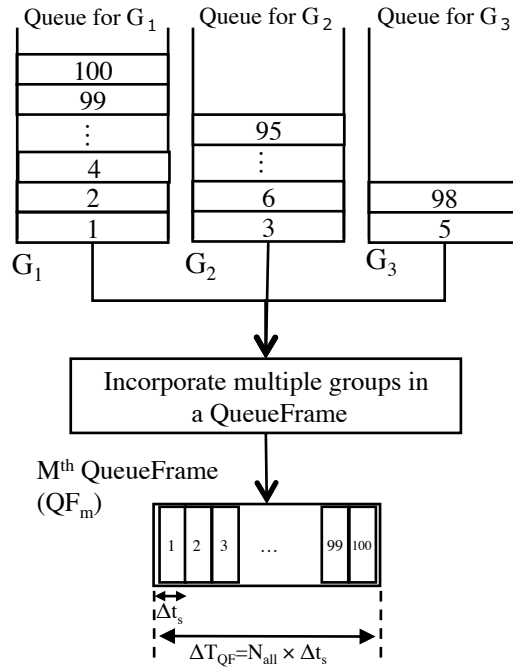 Queue for G1
Queue for G2
Queue for G3
100
99
⋮
4
2
1
95
⋮
6
3
98
5
G1
G2
G3
Incorporate multiple groups in
a QueueFrame
Mth QueueFrame
(QFm)
1 2 3 ... 99 100
Δts
ΔTQF=Nall × Δts